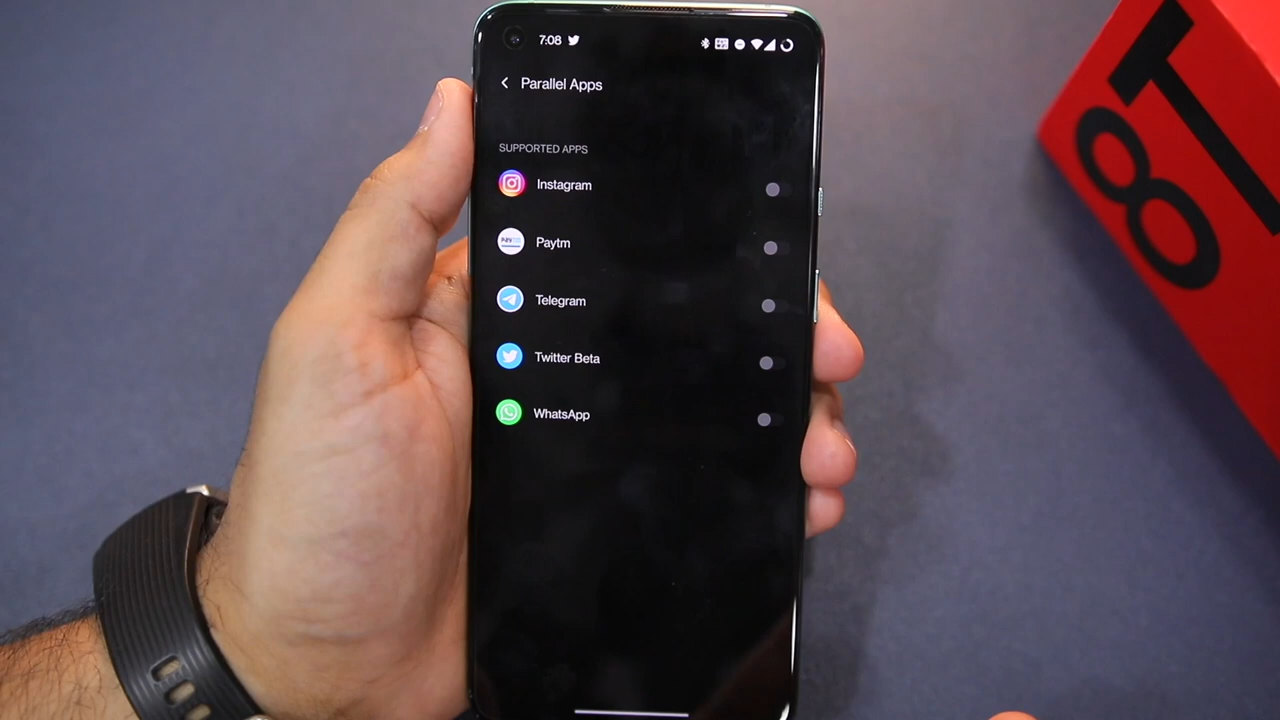 7:08
Parallel Apps
SUPPORTED APPS
Instagram
Paytm
Telegram
Twitter Beta
WhatsApp
8T